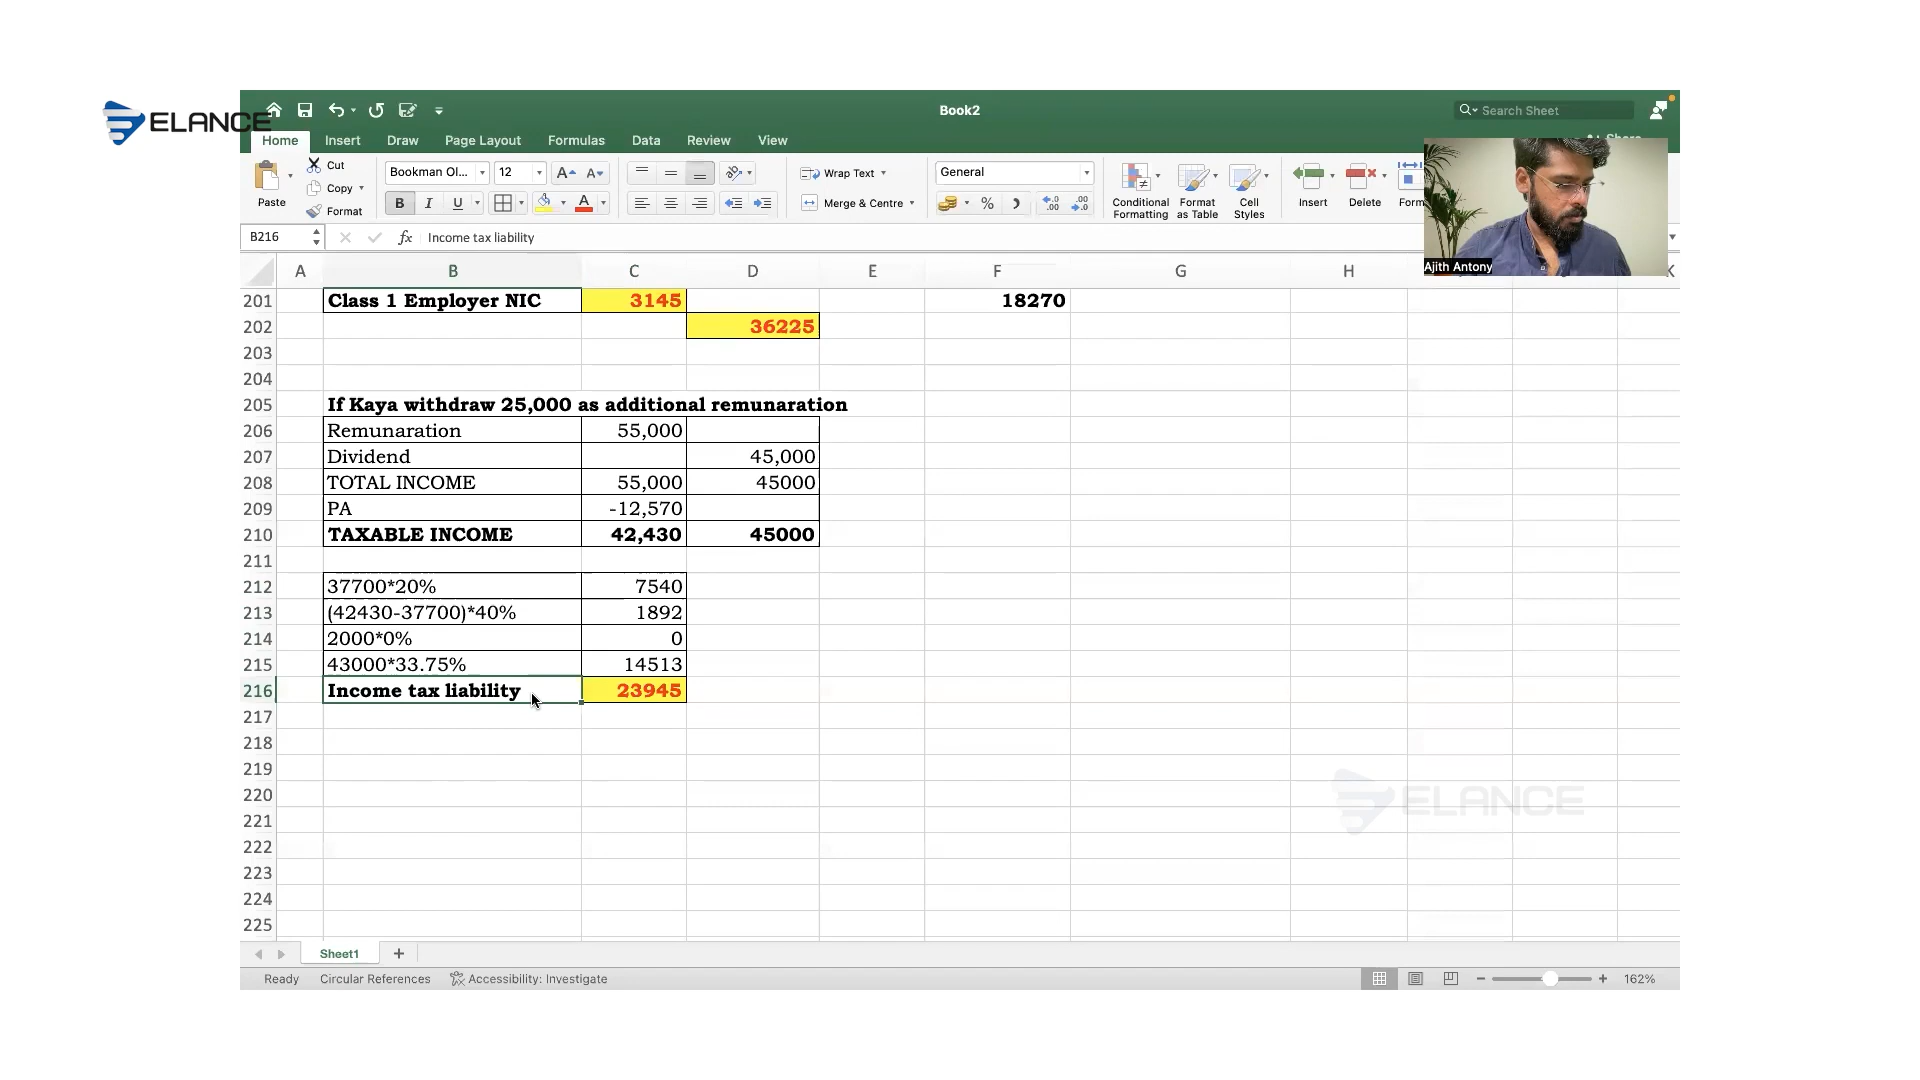 ELANCE
Book2
Search Sheet
Home Insert Draw Page Layout Formulas Data Review View
Share
Paste
Cut
Copy
Format
Bookman Ol... 12
B I U
Wrap Text
Merge & Centre
General
Conditional Formatting
Format as Table
Cell Styles
Insert
Delete
Form
Ajith Antony
B216 fx Income tax liability
A B C D E F G H K
201 Class 1 Employer NIC 3145 18270
202 36225
203
204
205 If Kaya withdraw 25,000 as additional remunaration
206 Remunaration 55,000
207 Dividend 45,000
208 TOTAL INCOME 55,000 45000
209 PA -12,570
210 TAXABLE INCOME 42,430 45000
211
212 37700*20% 7540
213 (42430-37700)*40% 1892
214 2000*0% 0
215 43000*33.75% 14513
216 Income tax liability 23945
217
218
219
220
ELANCE
221
222
223
224
225
Sheet1
Ready Circular References Accessibility: Investigate 162%